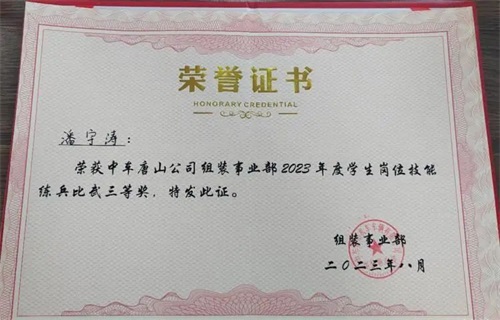 荣誉证书
HONORARY CREDENTIAL
潘宇涛：
荣获中车唐山公司组装事业部2023年度学生岗位技能
练兵比武三等奖，特发此证。
组装事业部
二〇二三年八月